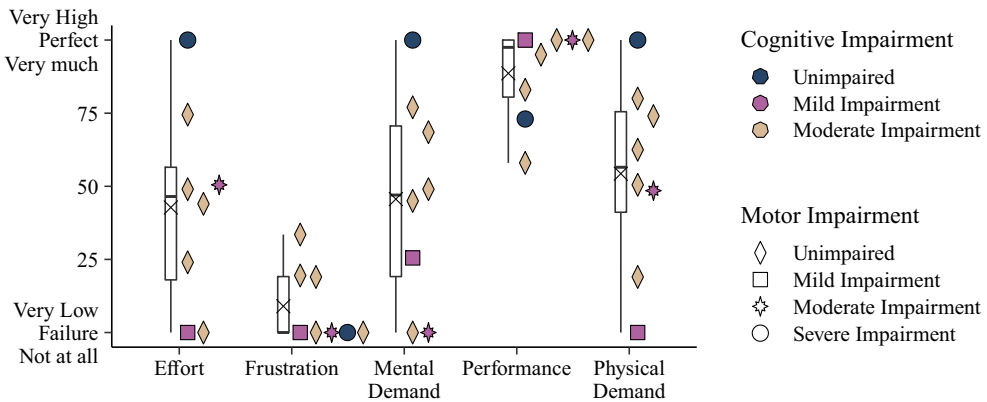 Very High
Perfect
Very much
75
50
25
Very Low
Failure
Not at all
Effort
Frustration
Mental
Demand
Performance
Physical
Demand
Cognitive Impairment
Unimpaired
Mild Impairment
Moderate Impairment
Motor Impairment
Unimpaired
Mild Impairment
Moderate Impairment
Severe Impairment